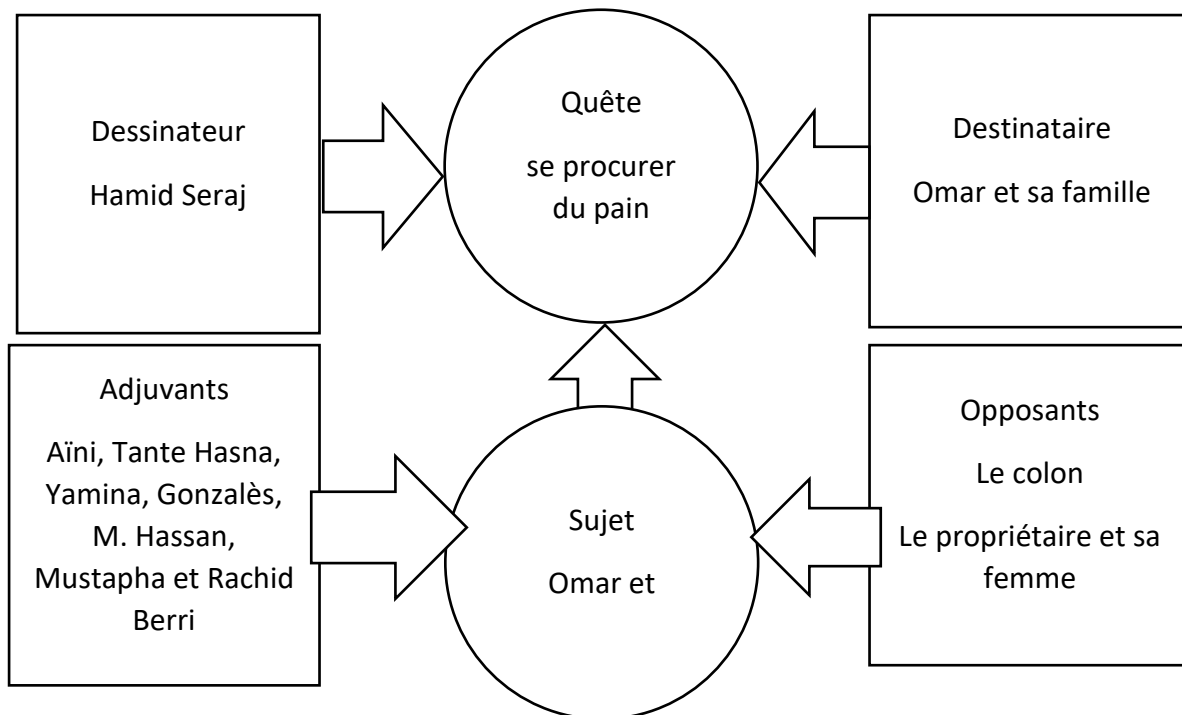 Dessinateur
Hamid Seraj
Quête
se procurer
du pain
Destinataire
Omar et sa famille
Adjuvants
Aïni, Tante Hasna,
Yamina, Gonzalès,
M. Hassan,
Mustapha et Rachid
Berri
Sujet
Omar et
Opposants
Le colon
Le propriétaire et sa
femme